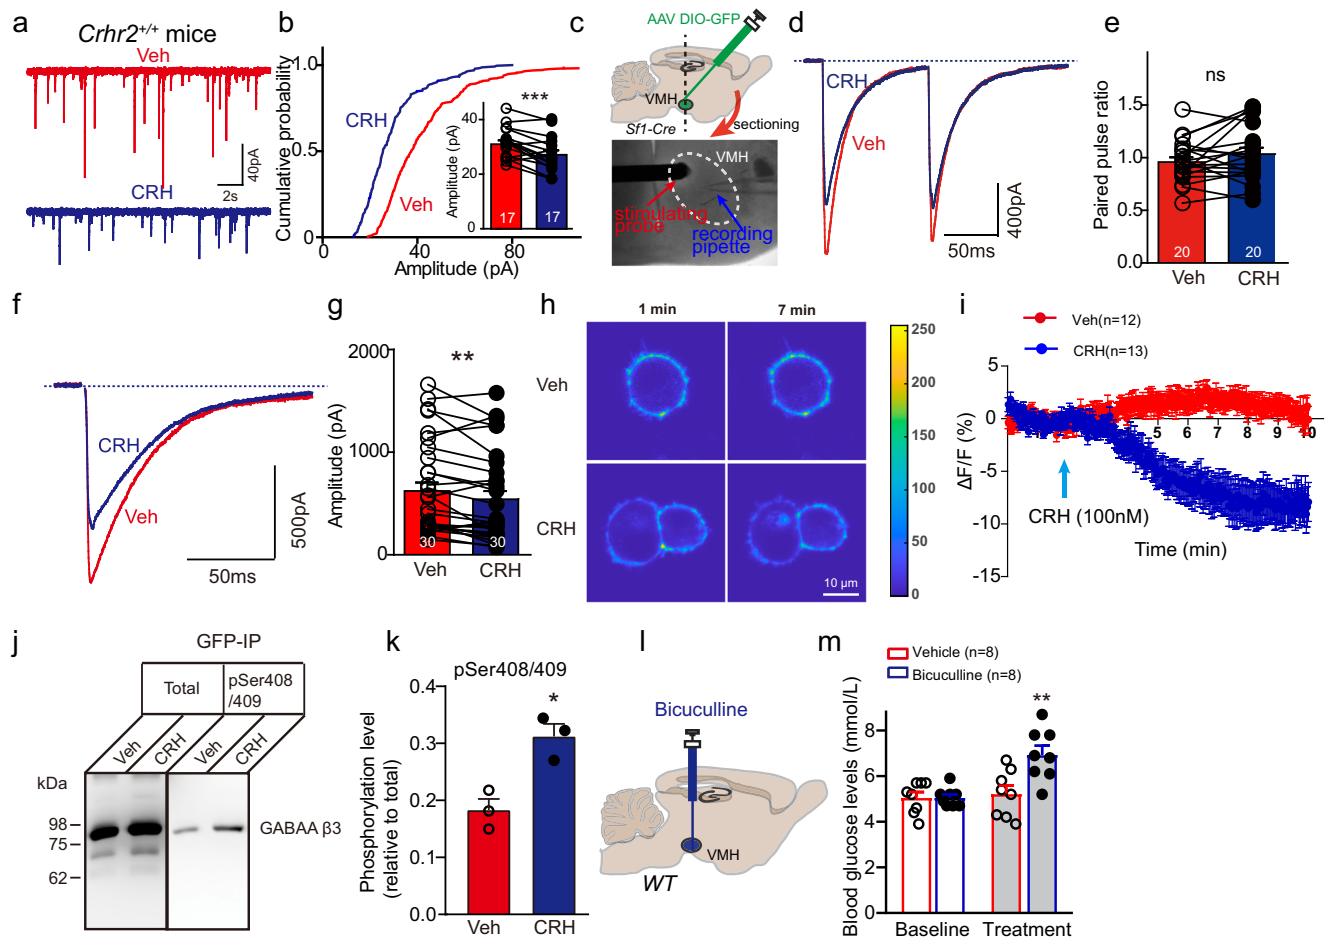 a
Crhr2+/+ mice
Veh
40pA
2s
CRH
b
Cumulative probability
1.0
0.5
0
0
40
80
Amplitude (pA)
CRH
Veh
***
Amplitude (pA)
40
20
0
17
17
c
AAV DIO-GFP
VMH
Sf1-Cre
sectioning
VMH
stimulating
probe
recording
pipette
d
CRH
Veh
400pA
50ms
e
ns
Paired pulse ratio
1.5
1.0
0.5
0.0
20
20
Veh
CRH
f
CRH
Veh
500pA
50ms
g
**
Amplitude (pA)
2000
1000
0
30
30
Veh
CRH
h
1 min
7 min
Veh
CRH
10 µm
250
200
150
100
50
0
i
Veh(n=12)
CRH(n=13)
ΔF/F (%)
5
0
-5
-10
-15
5
6
7
8
9
10
CRH (100nM)
Time (min)
j
GFP-IP
Total
pSer408
/409
Veh
CRH
Veh
CRH
kDa
98
75
62
GABAA β3
k
pSer408/409
*
Phosphorylation level
(relative to total)
0.4
0.3
0.2
0.1
0.0
Veh
CRH
l
Bicuculline
VMH
WT
m
Vehicle (n=8)
Bicuculline (n=8)
**
Blood glucose levels (mmol/L)
8
6
4
2
0
Baseline
Treatment